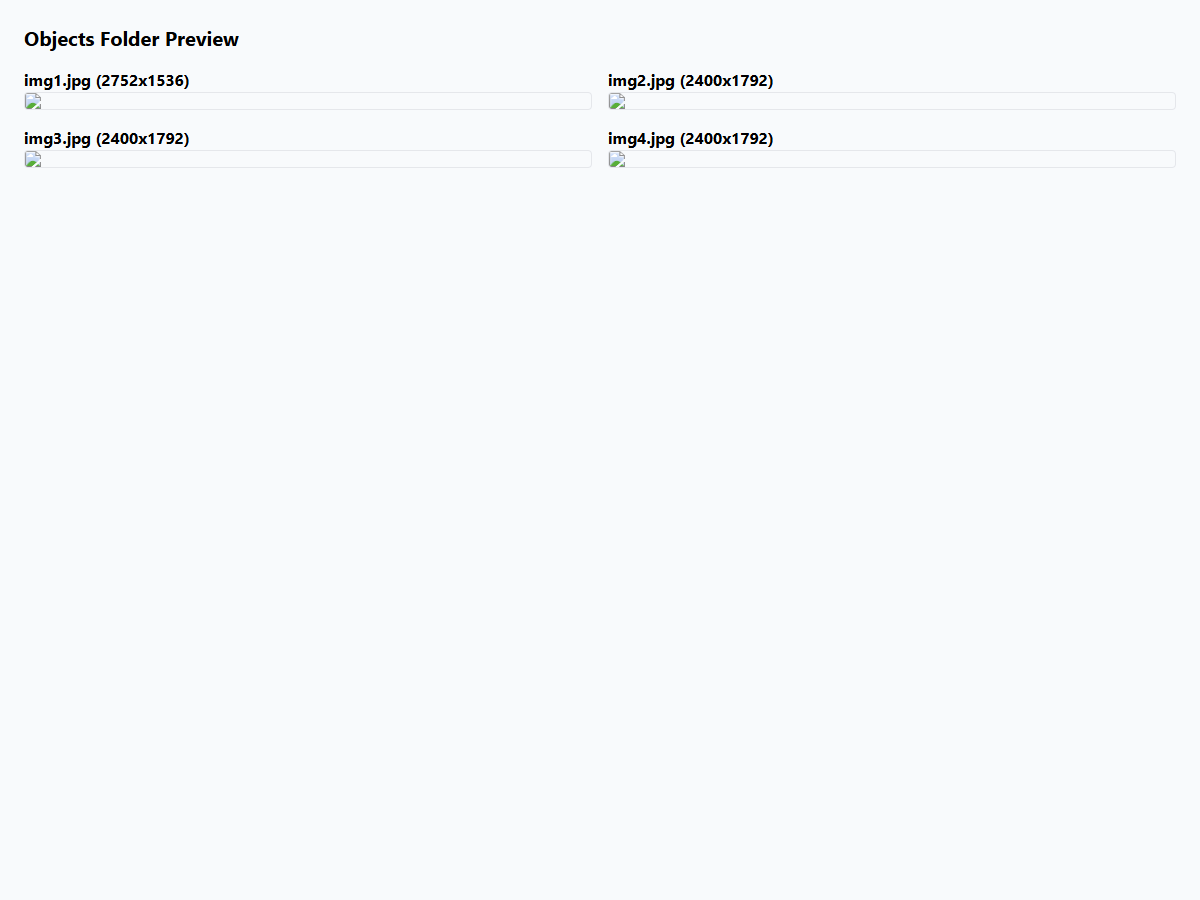 Objects Folder Preview
img1.jpg (2752x1536)
img2.jpg (2400x1792)
img3.jpg (2400x1792)
img4.jpg (2400x1792)